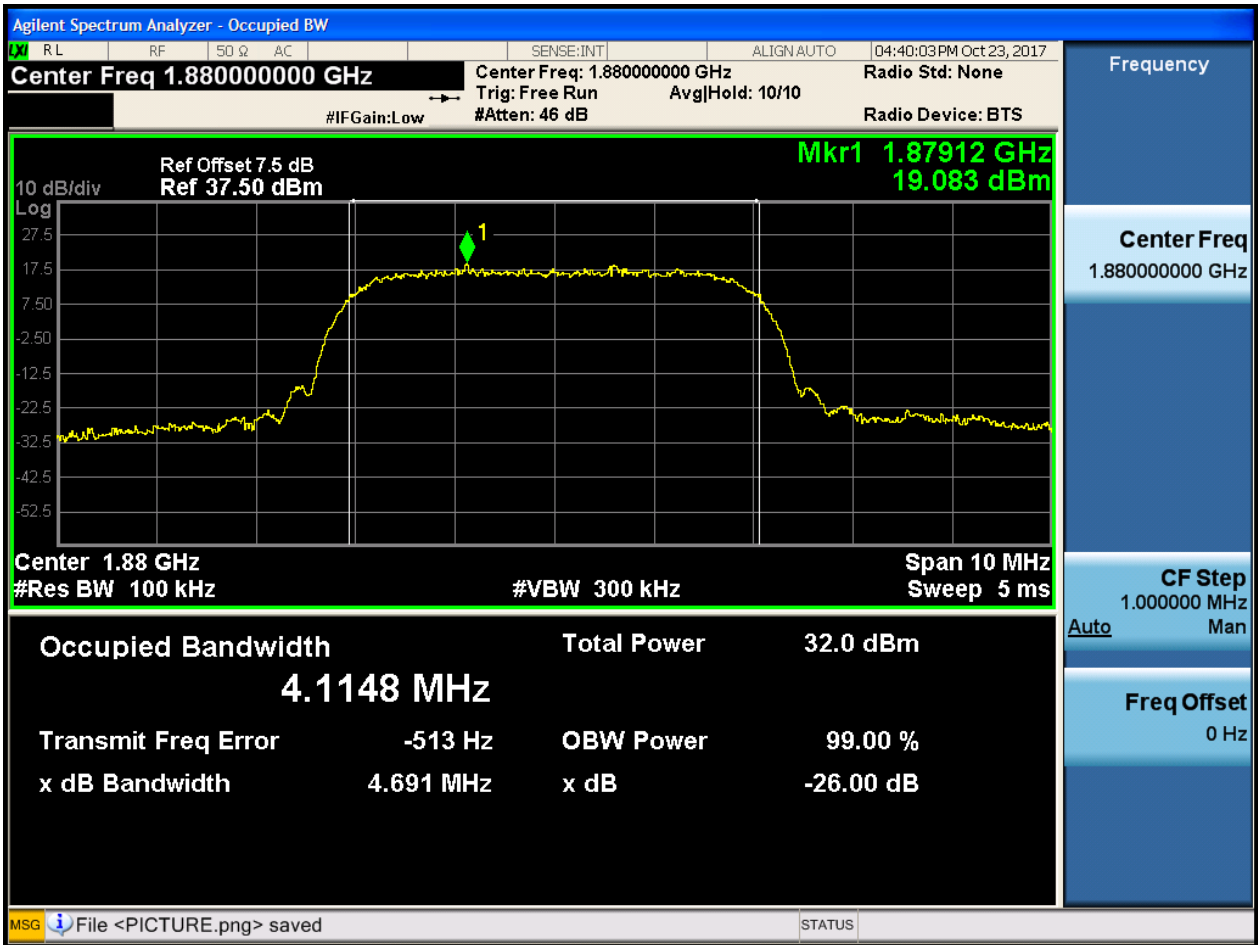 Agilent Spectrum Analyzer - Occupied BW
LXI RL RF 50 Ω AC SENSE:INT ALIGN AUTO 04:40:03 PM Oct 23, 2017
Center Freq 1.880000000 GHz Center Freq: 1.880000000 GHz Radio Std: None
Trig: Free Run Avg|Hold: 10/10
#IFGain:Low #Atten: 46 dB Radio Device: BTS
Ref Offset 7.5 dB Mkr1 1.87912 GHz
10 dB/div Ref 37.50 dBm 19.083 dBm
Log
27.5
1
17.5
7.50
-2.50
-12.5
-22.5
-32.5
-42.5
-52.5
Center 1.88 GHz Span 10 MHz
#Res BW 100 kHz #VBW 300 kHz Sweep 5 ms
Occupied Bandwidth Total Power 32.0 dBm
4.1148 MHz
Transmit Freq Error -513 Hz OBW Power 99.00 %
x dB Bandwidth 4.691 MHz x dB -26.00 dB
Frequency
Center Freq
1.880000000 GHz
CF Step
1.000000 MHz
Auto Man
Freq Offset
0 Hz
MSG File <PICTURE.png> saved STATUS